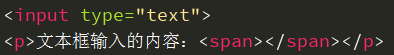 <input type="text">
<p>文本框输入的内容：<span></span></p>